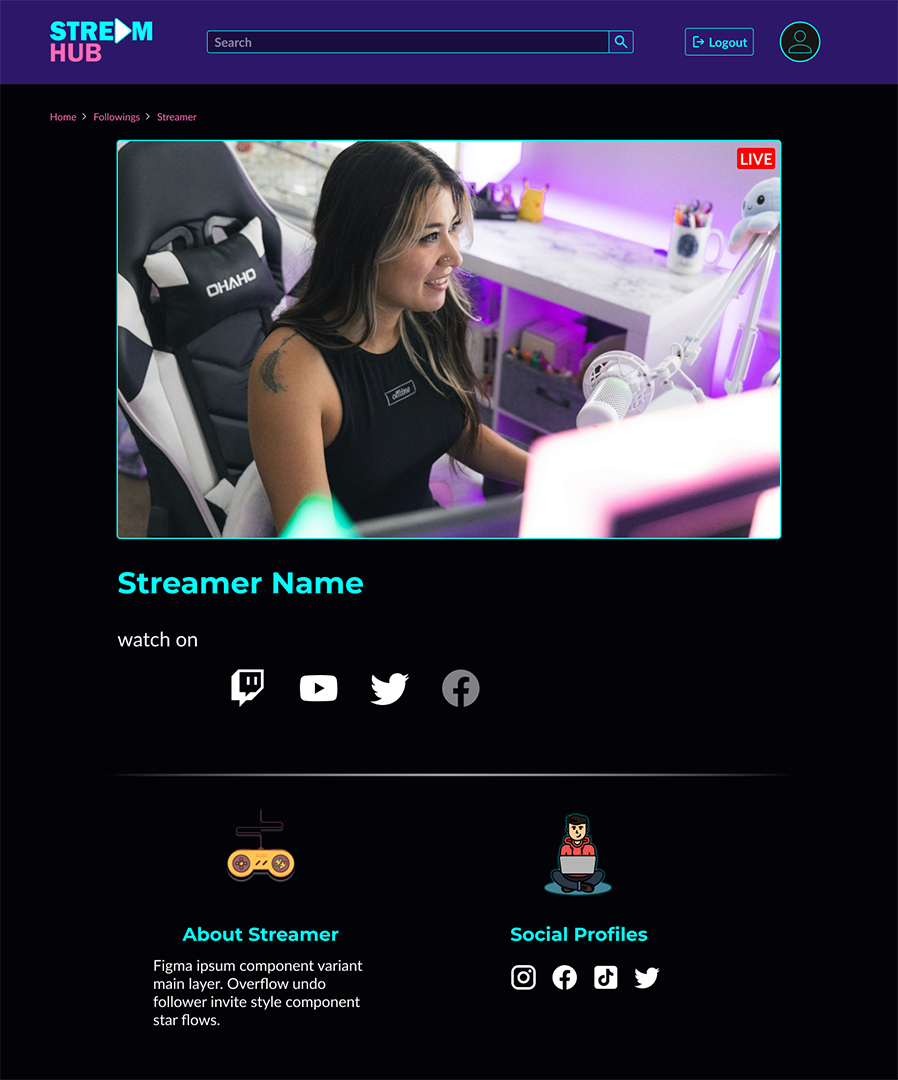 STREAM
HUB
Search
Logout
Home > Followings > Streamer
LIVE
OHAHO
offline
Streamer Name
watch on
About Streamer
Social Profiles
Figma ipsum component variant
main layer. Overflow undo
follower invite style component
star flows.